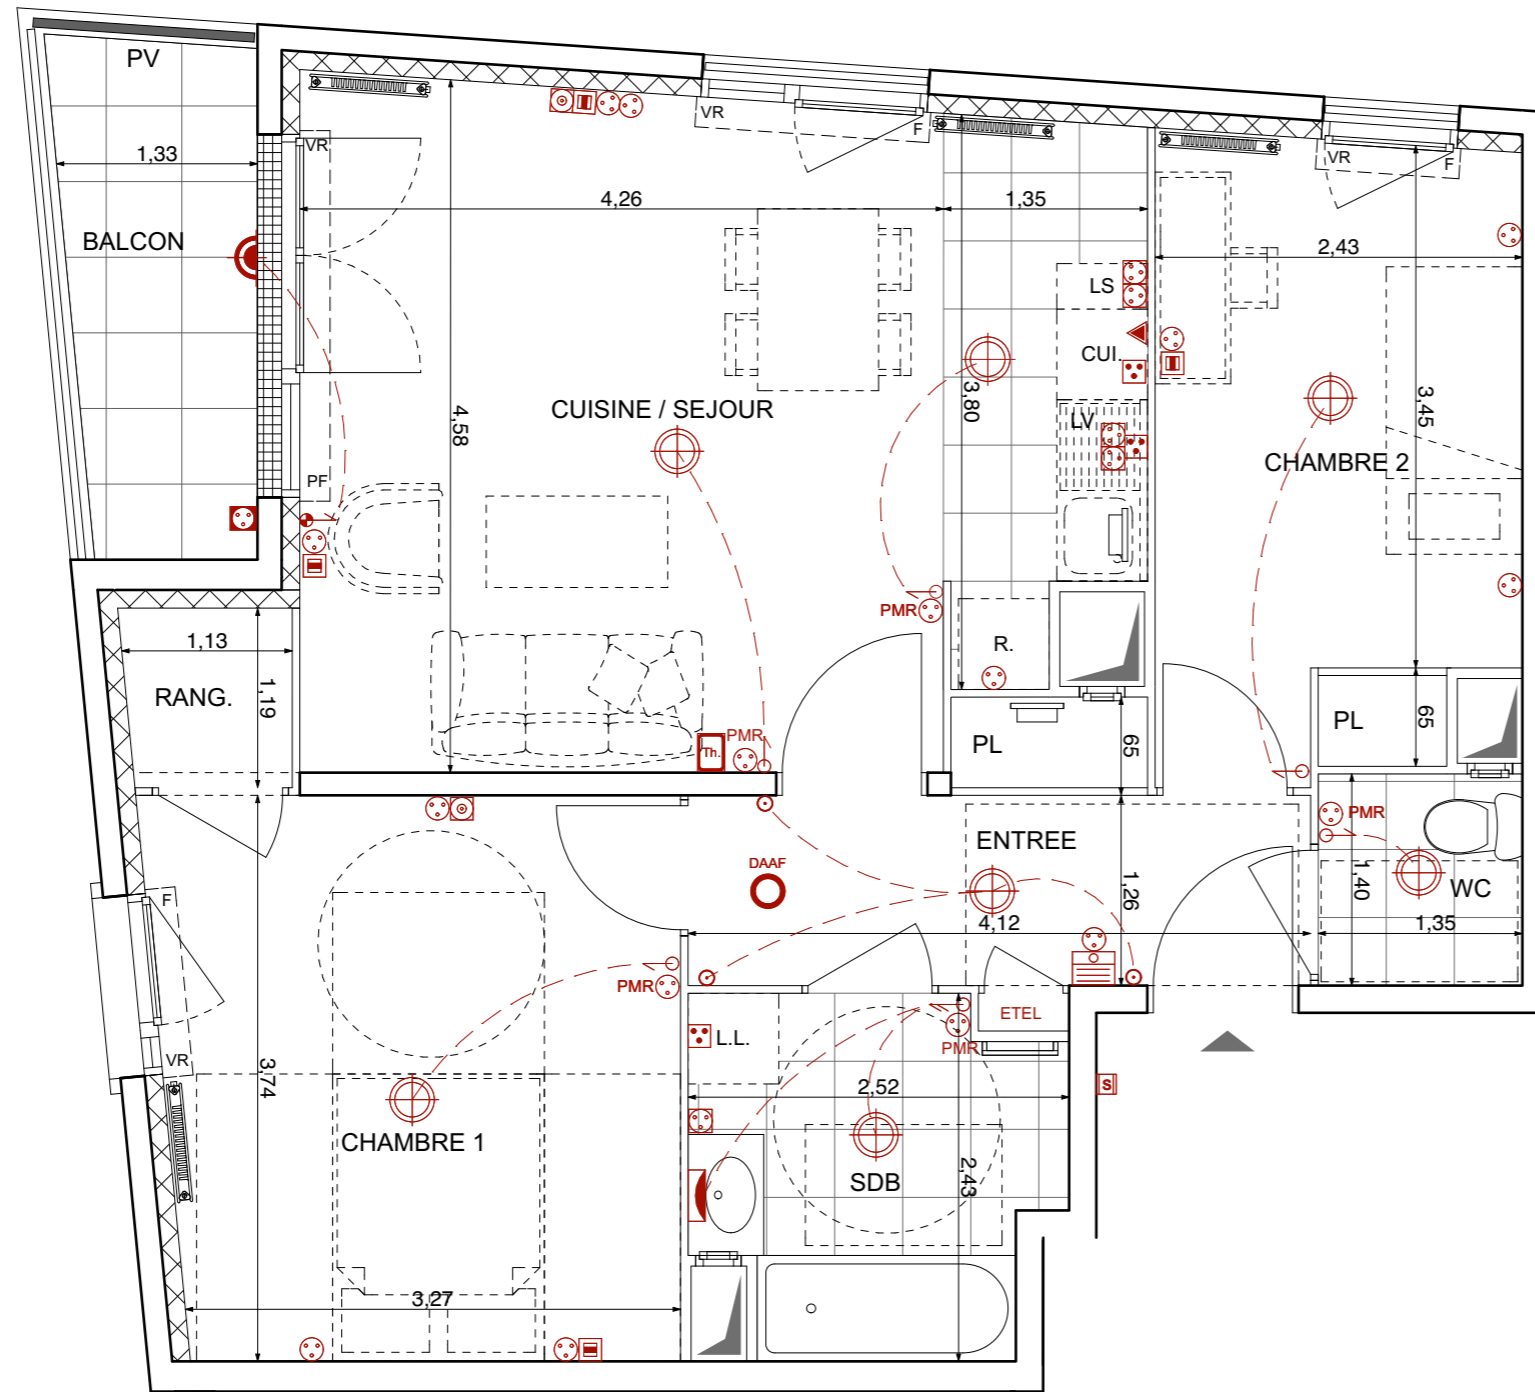 PV
VR
VR
F
VR
F
1,33
4,26
1,35
BALCON
2,43
LS
CUI.
3,80
4,58
CUISINE / SEJOUR
LV
3,45
CHAMBRE 2
PF
PMR
R.
1,13
RANG.
1,19
PMR
Th.
PL
65
PL
65
PMR
ENTREE
DAAF
1,26
1,40
WC
F
4,12
1,35
PMR
ETEL
L.L.
PMR
VR
3,74
2,52
S
CHAMBRE 1
SDB
2,43
3,27